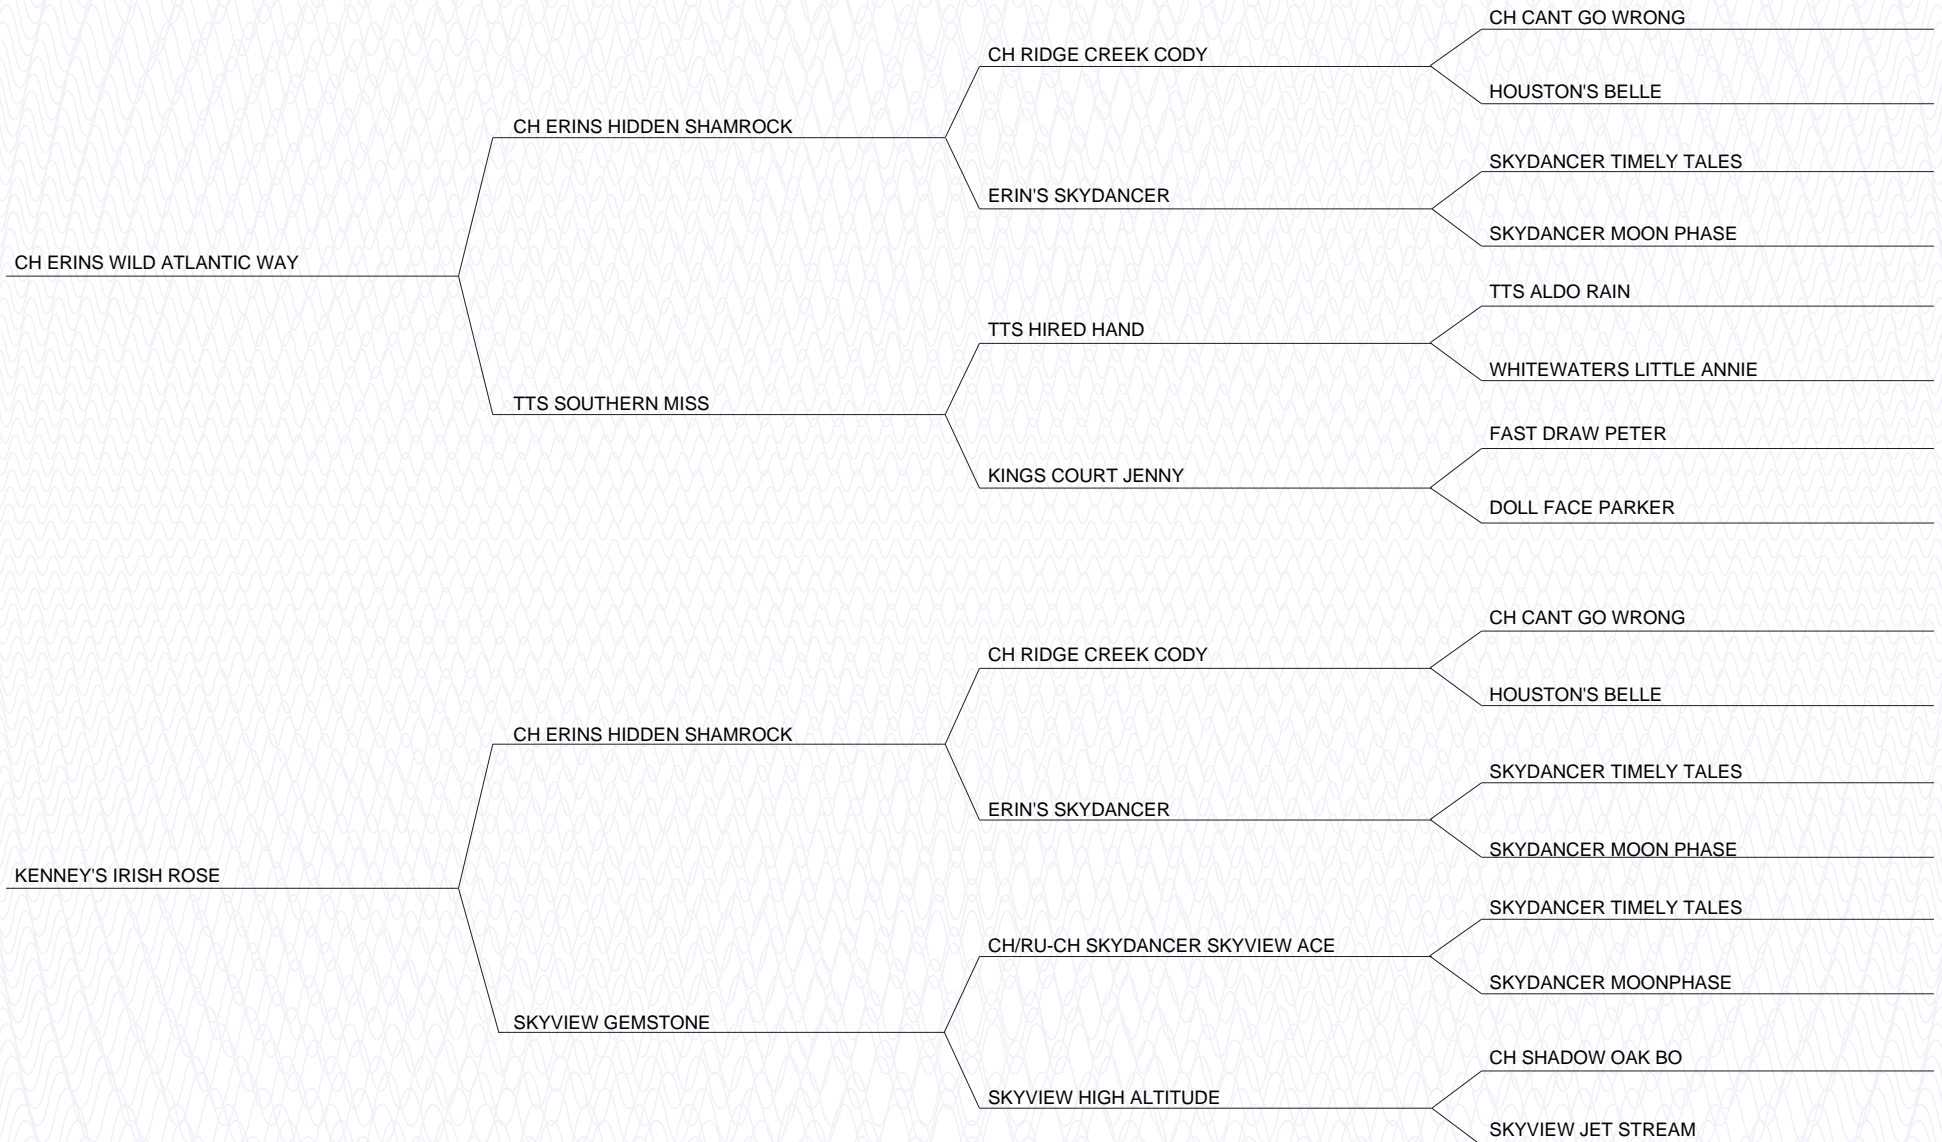 CH CANT GO WRONG
CH RIDGE CREEK CODY
HOUSTON'S BELLE
CH ERINS HIDDEN SHAMROCK
SKYDANCER TIMELY TALES
ERIN'S SKYDANCER
SKYDANCER MOON PHASE
CH ERINS WILD ATLANTIC WAY
TTS ALDO RAIN
TTS HIRED HAND
WHITEWATERS LITTLE ANNIE
TTS SOUTHERN MISS
FAST DRAW PETER
KINGS COURT JENNY
DOLL FACE PARKER
CH CANT GO WRONG
CH RIDGE CREEK CODY
HOUSTON'S BELLE
CH ERINS HIDDEN SHAMROCK
SKYDANCER TIMELY TALES
ERIN'S SKYDANCER
SKYDANCER MOON PHASE
KENNEY'S IRISH ROSE
SKYDANCER TIMELY TALES
CH/RU-CH SKYDANCER SKYVIEW ACE
SKYDANCER MOONPHASE
SKYVIEW GEMSTONE
CH SHADOW OAK BO
SKYVIEW HIGH ALTITUDE
SKYVIEW JET STREAM